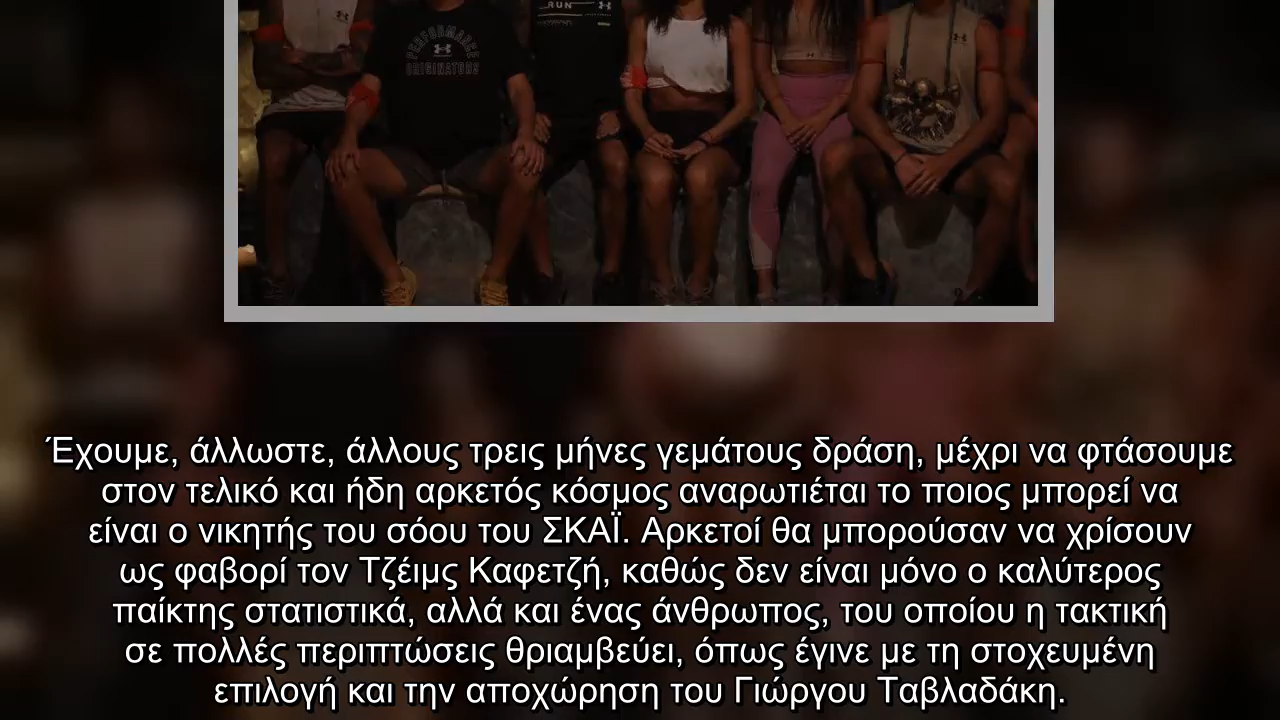 RUN
PERFORMANCE
ORIGINATORS
Έχουμε, άλλωστε, άλλους τρεις μήνες γεμάτους δράση, μέχρι να φτάσουμε
στον τελικό και ήδη αρκετός κόσμος αναρωτιέται το ποιος μπορεί να
είναι ο νικητής του σόου του ΣΚΑΪ. Αρκετοί θα μπορούσαν να χρίσουν
ως φαβορί τον Τζέιμς Καφετζή, καθώς δεν είναι μόνο ο καλύτερος
παίκτης στατιστικά, αλλά και ένας άνθρωπος, του οποίου η τακτική
σε πολλές περιπτώσεις θριαμβεύει, όπως έγινε με τη στοχευμένη
επιλογή και την αποχώρηση του Γιώργου Ταβλαδάκη.